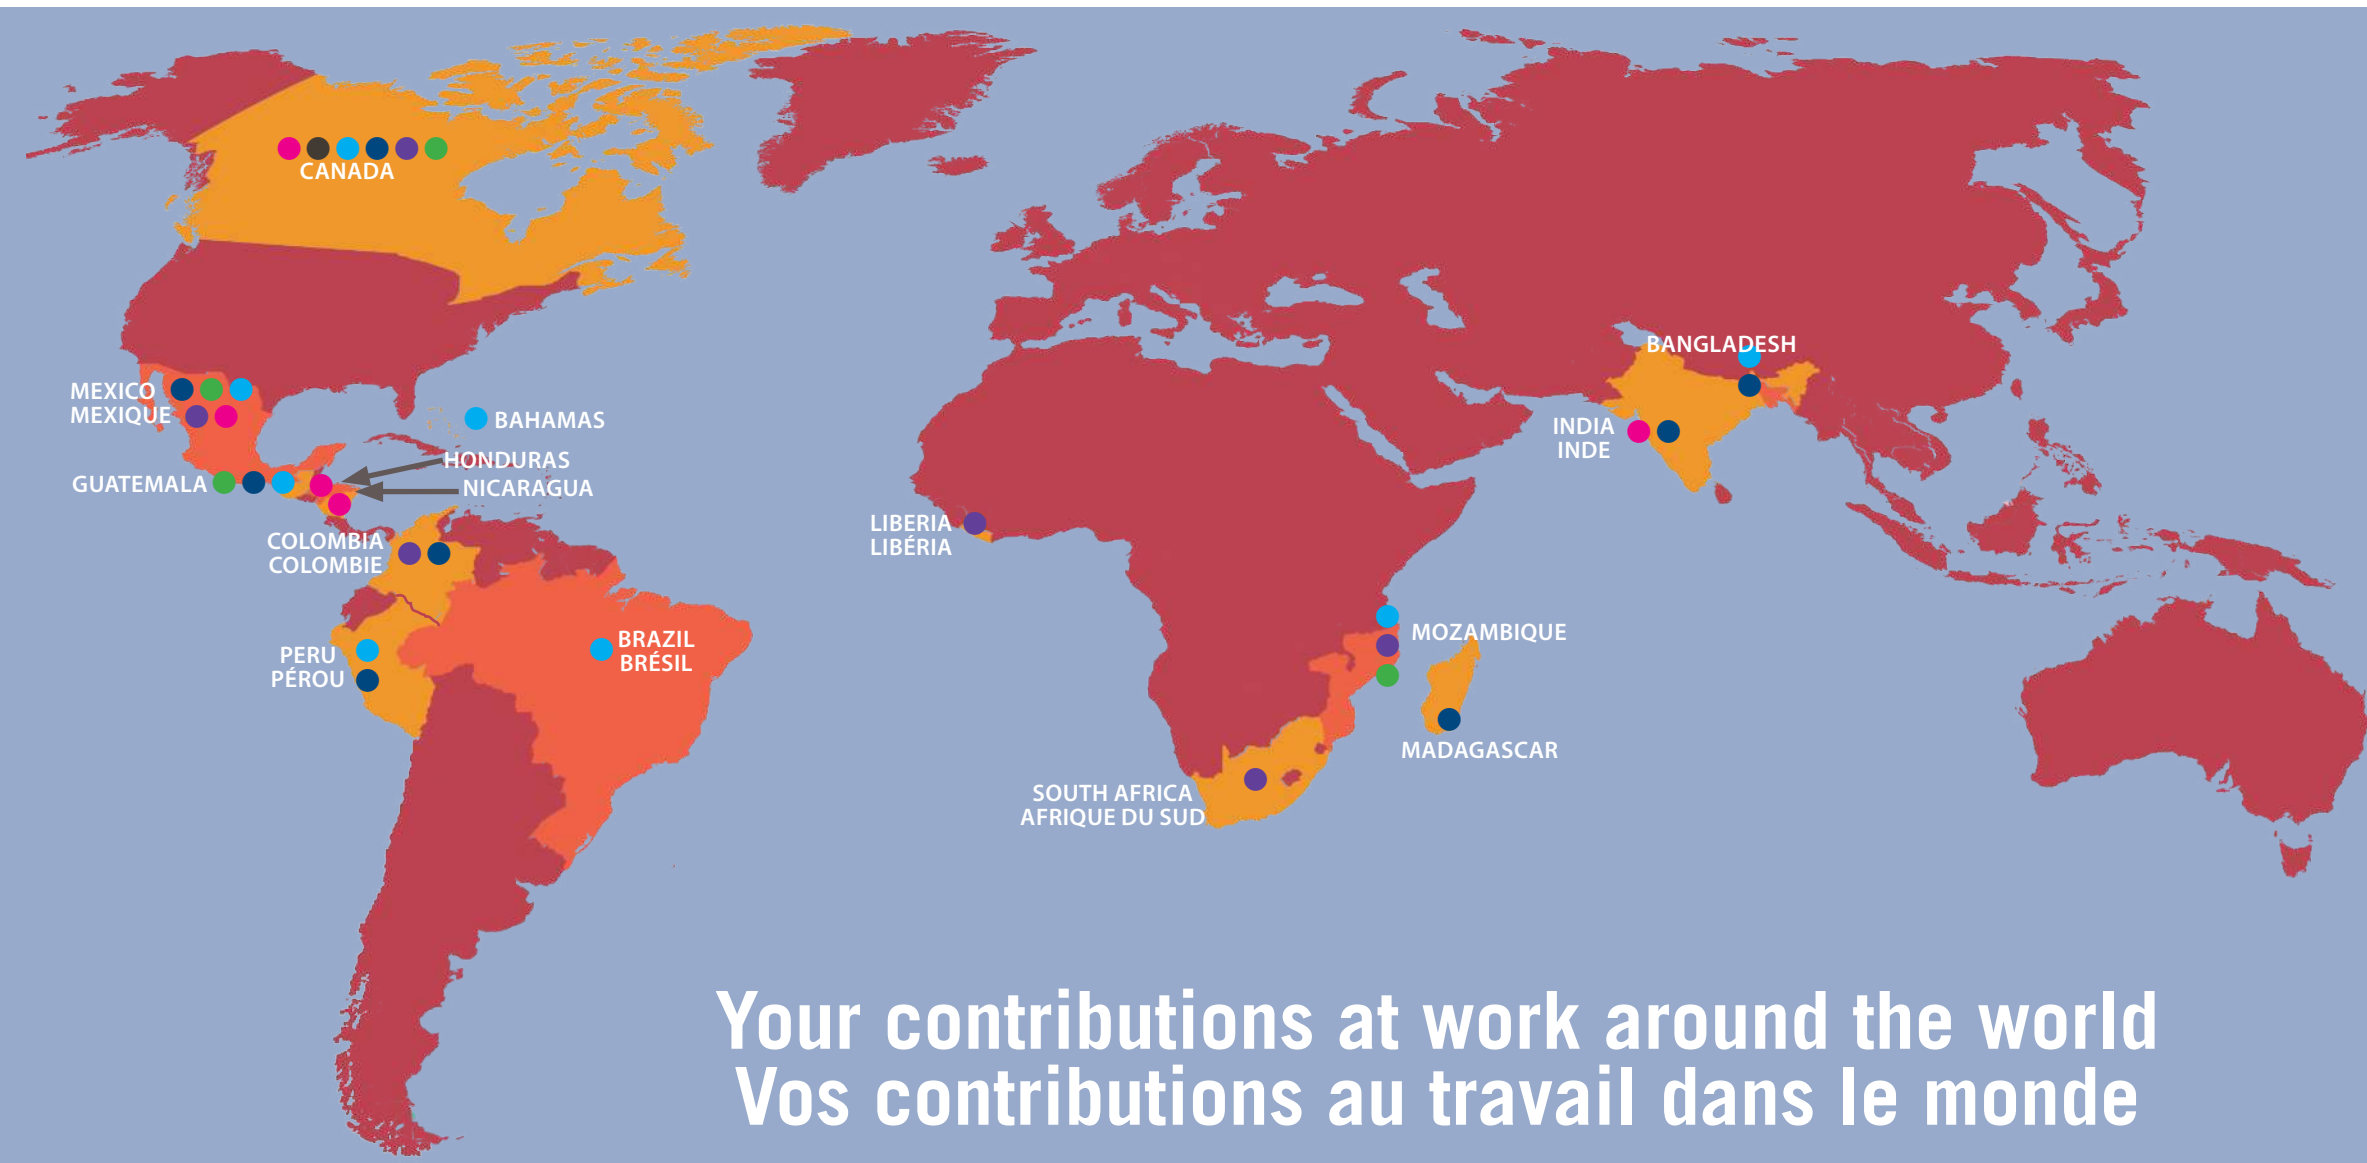 CANADA
BANGLADESH
MEXICO
MEXIQUE
BAHAMAS
INDIA
INDE
HONDURAS
GUATEMALA
NICARAGUA
LIBERIA
LIBÉRIA
COLOMBIA
COLOMBIE
BRAZIL
BRÉSIL
MOZAMBIQUE
PERU
PÉROU
MADAGASCAR
SOUTH AFRICA
AFRIQUE DU SUD
Your contributions at work around the world
Vos contributions au travail dans le monde